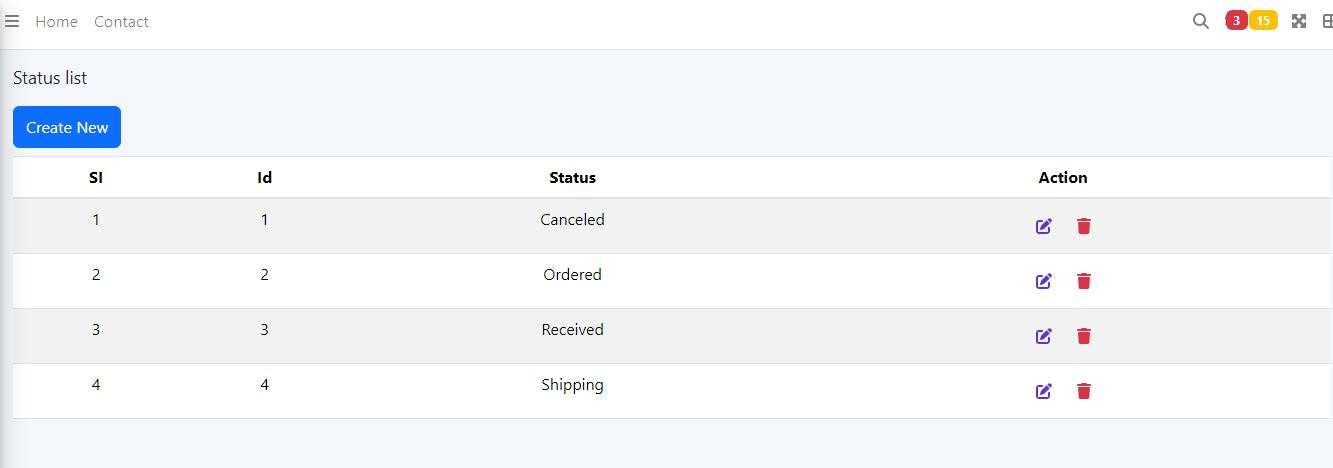 Home Contact 3 15
Status list
Create New
Sl Id Status Action
1 1 Canceled
2 2 Ordered
3 3 Received
4 4 Shipping